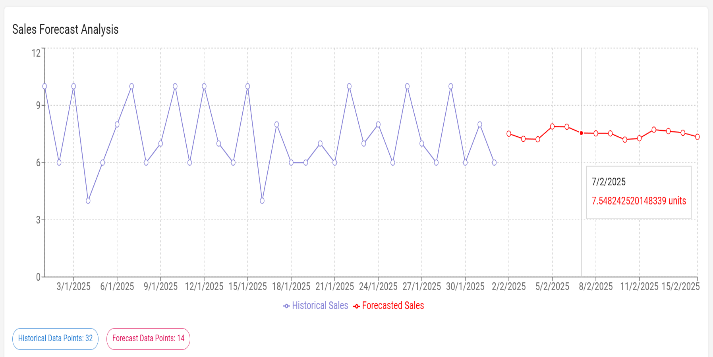 Sales Forecast Analysis
12
9
6
3
0
7/2/2025
7.548242520148339 units
3/1/2025 6/1/2025 9/1/2025 12/1/2025 15/1/2025 18/1/2025 21/1/2025 24/1/2025 27/1/2025 30/1/2025 2/2/2025 5/2/2025 8/2/2025 11/2/2025 15/2/2025
Historical Sales Forecasted Sales
Historical Data Points: 32 Forecast Data Points: 14